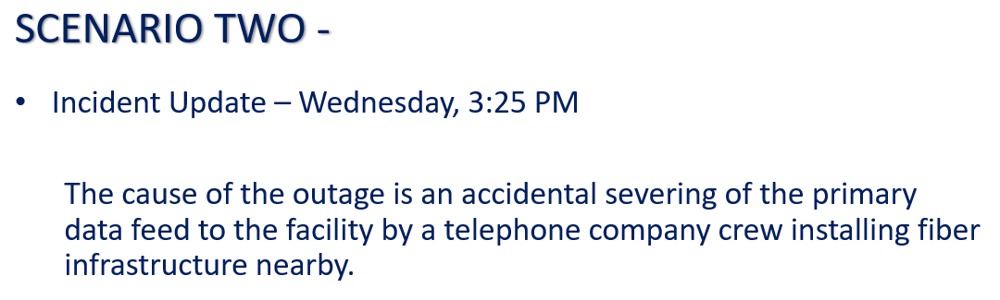 SCENARIO TWO -
• Incident Update – Wednesday, 3:25 PM
The cause of the outage is an accidental severing of the primary
data feed to the facility by a telephone company crew installing fiber
infrastructure nearby.